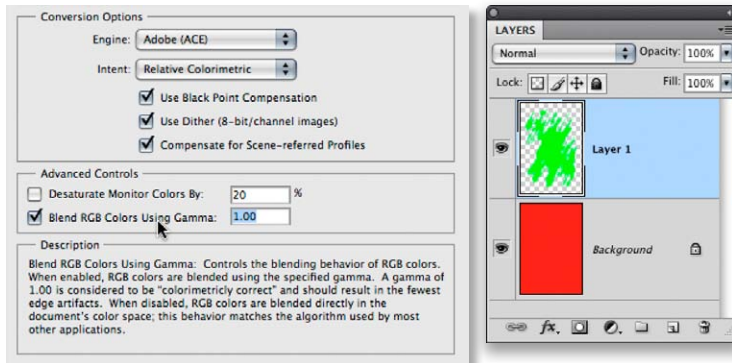 Conversion Options
Engine: Adobe (ACE)
Intent: Relative Colorimetric
Use Black Point Compensation
Use Dither (8-bit/channel images)
Compensate for Scene-referred Profiles
Advanced Controls
Desaturate Monitor Colors By: 20 %
Blend RGB Colors Using Gamma: 1.00
Description
Blend RGB Colors Using Gamma: Controls the blending behavior of RGB colors.
When enabled, RGB colors are blended using the specified gamma. A gamma of
1.00 is considered to be "colorimetricly correct" and should result in the fewest
edge artifacts. When disabled, RGB colors are blended directly in the
document's color space; this behavior matches the algorithm used by most
other applications.
LAYERS
Normal Opacity: 100%
Lock: Fill: 100%
Layer 1
Background
fx.